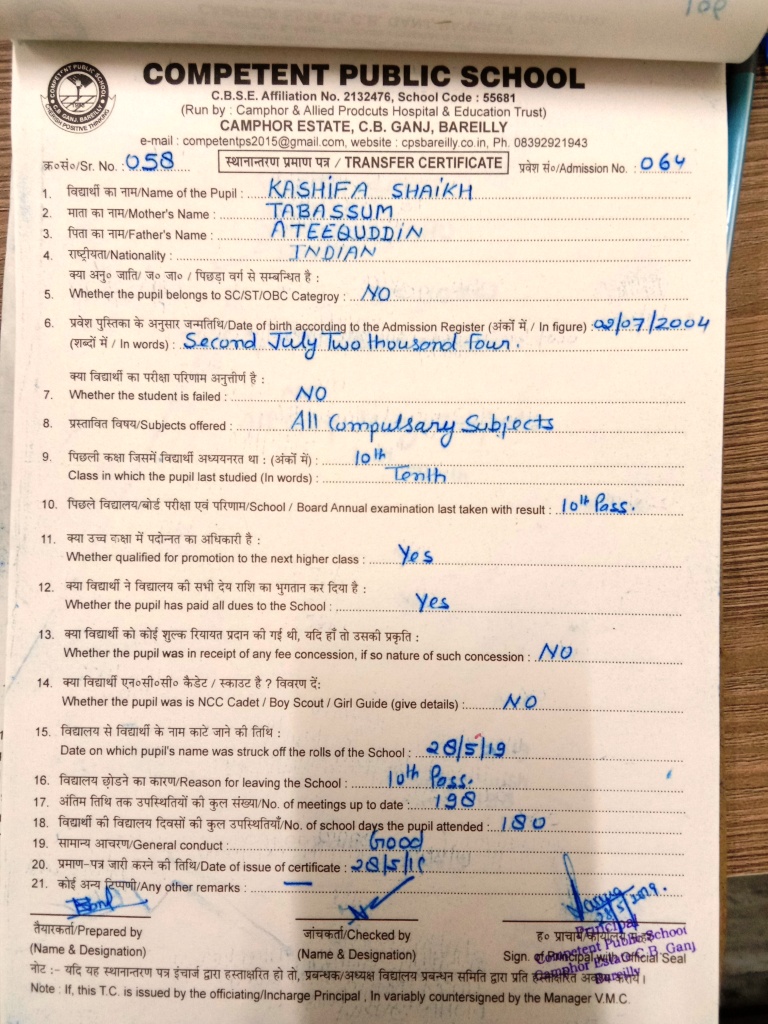 COMPETENT PUBLIC SCHOOL
C.B. GANJ, BAREILLY
COMPETENT PUBLIC SCHOOL
C.B.S.E. Affiliation No. 2132476, School Code : 55681
(Run by : Camphor & Allied Prodcuts Hospital & Education Trust)
CAMPHOR ESTATE, C.B. GANJ, BAREILLY
e-mail : competentps2015@gmail.com, website : cpsbareilly.co.in, Ph. 08392921943
क्र०सं०/Sr. No. 058 स्थानान्तरण प्रमाण पत्र / TRANSFER CERTIFICATE प्रवेश सं०/Admission No. 064
1. विद्यार्थी का नाम/Name of the Pupil : KASHIFA SHAIKH
2. माता का नाम/Mother's Name : TABASSUM
3. पिता का नाम/Father's Name : ATEEQUDDIN
4. राष्ट्रीयता/Nationality : INDIAN
क्या अनु० जाति/ ज० जा० / पिछड़ा वर्ग से सम्बन्धित है :
5. Whether the pupil belongs to SC/ST/OBC Categroy : NO
6. प्रवेश पुस्तिका के अनुसार जन्मतिथि/Date of birth according to the Admission Register (अंकों में / In figure) : 02/07/2004
(शब्दों में / In words) : Second July Two thousand four.
क्या विद्यार्थी का परीक्षा परिणाम अनुत्तीर्ण है :
7. Whether the student is failed : NO
8. प्रस्तावित विषय/Subjects offered : All Compulsary Subjects
9. पिछली कक्षा जिसमें विद्यार्थी अध्ययनरत था : (अंकों में) : 10th
Class in which the pupil last studied (In words) : Tenth
10. पिछले विद्यालय/बोर्ड परीक्षा एवं परिणाम/School / Board Annual examination last taken with result : 10th Pass.
11. क्या उच्च कक्षा में पदोन्नत का अधिकारी है :
Whether qualified for promotion to the next higher class : Yes
12. क्या विद्यार्थी ने विद्यालय की सभी देय राशि का भुगतान कर दिया है :
Whether the pupil has paid all dues to the School : Yes
13. क्या विद्यार्थी को कोई शुल्क रियायत प्रदान की गई थी, यदि हाँ तो उसकी प्रकृति :
Whether the pupil was in receipt of any fee concession, if so nature of such concession : NO
14. क्या विद्यार्थी एन०सी०सी० कैडेट / स्काउट है ? विवरण दें:
Whether the pupil was is NCC Cadet / Boy Scout / Girl Guide (give details) : NO
15. विद्यालय से विद्यार्थी के नाम काटे जाने की तिथि :
Date on which pupil's name was struck off the rolls of the School : 28/5/19
16. विद्यालय छोडने का कारण/Reason for leaving the School : 10th Pass.
17. अंतिम तिथि तक उपस्थितियों की कुल संख्या/No. of meetings up to date : 198
18. विद्यार्थी की विद्यालय दिवसों की कुल उपस्थितियाँ/No. of school days the pupil attended : 180
19. सामान्य आचरण/General conduct : Good
20. प्रमाण-पत्र जारी करने की तिथि/Date of issue of certificate : 28/5/19
21. कोई अन्य टिप्पणी/Any other remarks : —
28/5/2019.
तैयारकर्ता/Prepared by जांचकर्ता/Checked by ह० प्राचार्य/कार्यालय
(Name & Designation) (Name & Designation) Sign. of Principal with Official Seal
Principal
Competent Public School
Camphor Estate C.B. Ganj
Bareilly
नोट :- यदि यह स्थानान्तरण पत्र इंचार्ज द्वारा हस्ताक्षरित हो तो, प्रबन्धक/अध्यक्ष विद्यालय प्रबन्धन समिति द्वारा प्रति हस्ताक्षरित अवश्य करायें।
Note : If, this T.C. is issued by the officiating/Incharge Principal , In variably countersigned by the Manager V.M.C.